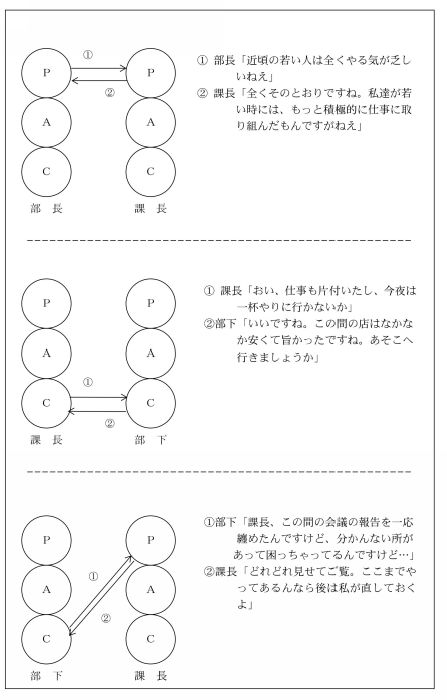 ①
P P
②
A A
C C
部 長 課 長
① 部長「近頃の若い人は全くやる気が乏し
いねえ」
② 課長「全くそのとおりですね。私達が若
い時には、もっと積極的に仕事に取
り組んだもんですがねえ」
P P
A A
①
C C
②
課 長 部 下
① 課長「おい、仕事も片付いたし、今夜は
一杯やりに行かないか」
②部下「いいですね。この間の店はなかな
か安くて旨かったですね。あそこへ
行きましょうか」
P P
①
A A
②
C C
部 下 課 長
①部下「課長、この間の会議の報告を一応
纏めたんですけど、分かんない所が
あって困っちゃってるんですけど…」
②課長「どれどれ見せてご覧。ここまでや
ってあるんなら後は私が直しておく
よ」